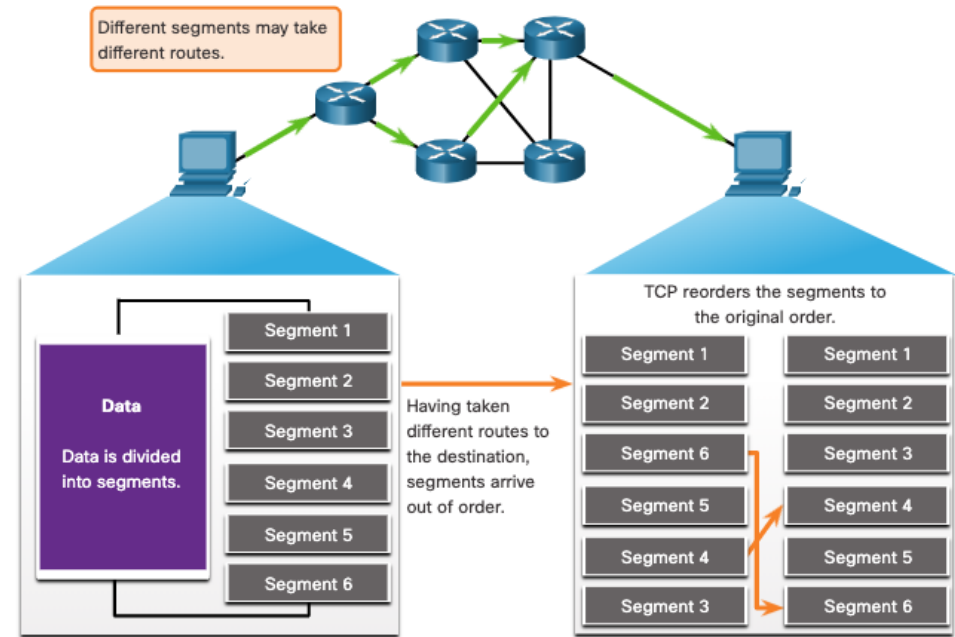 Different segments may take
different routes.
Data
Data is divided
into segments.
Segment 1
Segment 2
Segment 3
Segment 4
Segment 5
Segment 6
Having taken
different routes to
the destination,
segments arrive
out of order.
TCP reorders the segments to
the original order.
Segment 1
Segment 2
Segment 6
Segment 5
Segment 4
Segment 3
Segment 1
Segment 2
Segment 3
Segment 4
Segment 5
Segment 6